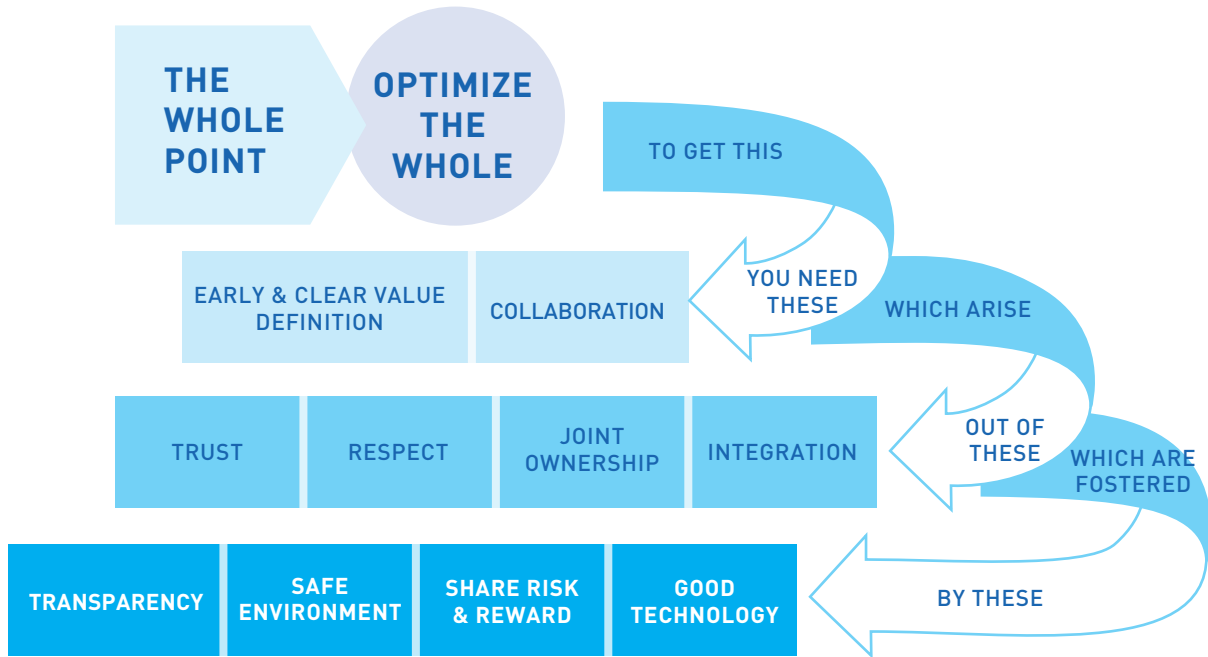 THE
WHOLE
POINT
OPTIMIZE
THE
WHOLE
TO GET THIS
EARLY & CLEAR VALUE
DEFINITION
COLLABORATION
YOU NEED
THESE
WHICH ARISE
TRUST
RESPECT
JOINT
OWNERSHIP
INTEGRATION
OUT OF
THESE
WHICH ARE
FOSTERED
TRANSPARENCY
SAFE
ENVIRONMENT
SHARE RISK
& REWARD
GOOD
TECHNOLOGY
BY THESE